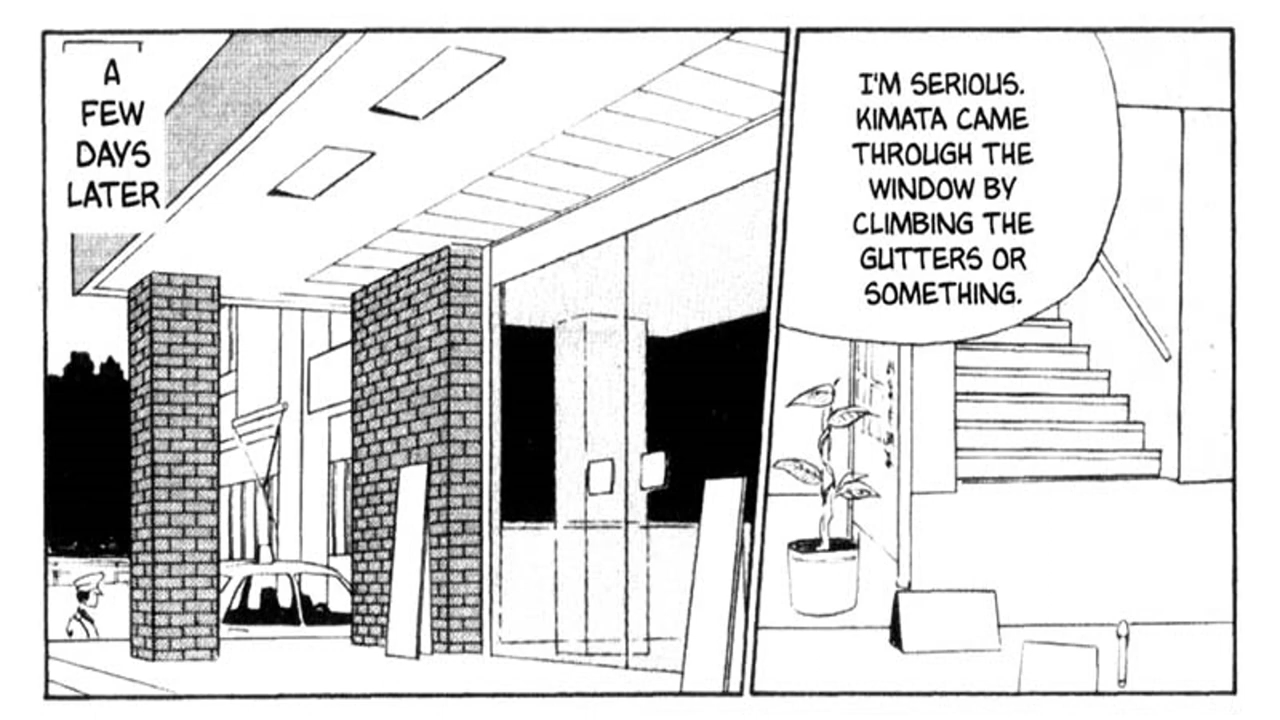 A
FEW
DAYS
LATER
I'M SERIOUS.
KIMATA CAME
THROUGH THE
WINDOW BY
CLIMBING THE
GUTTERS OR
SOMETHING.